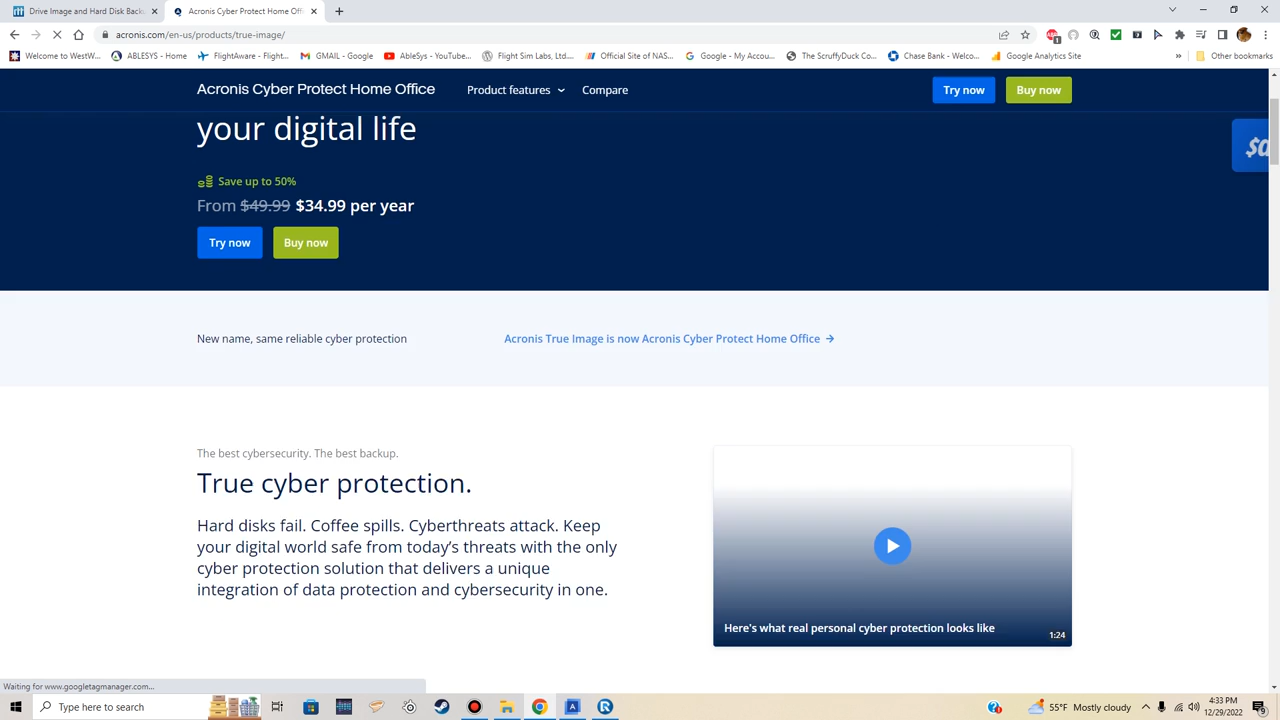 Drive Image and Hard Disk Back
Acronis Cyber Protect Home Offi
acronis.com/en-us/products/true-image/
Welcome to WestW...
ABLESYS - Home
FlightAware - Flight...
GMAIL - Google
AbleSys - YouTube...
Flight Sim Labs, Ltd....
Official Site of NAS...
Google - My Accou...
The ScruffyDuck Co...
Chase Bank - Welco...
Google Analytics Site
»
Other bookmarks
Acronis Cyber Protect Home Office
Product features
Compare
Try now
Buy now
your digital life
Save up to 50%
From $49.99 $34.99 per year
Try now
Buy now
New name, same reliable cyber protection
Acronis True Image is now Acronis Cyber Protect Home Office →
The best cybersecurity. The best backup.
True cyber protection.
Hard disks fail. Coffee spills. Cyberthreats attack. Keep
your digital world safe from today's threats with the only
cyber protection solution that delivers a unique
integration of data protection and cybersecurity in one.
Here's what real personal cyber protection looks like
1:24
Waiting for www.googletagmanager.com...
Type here to search
55°F Mostly cloudy
4:33 PM
12/29/2022